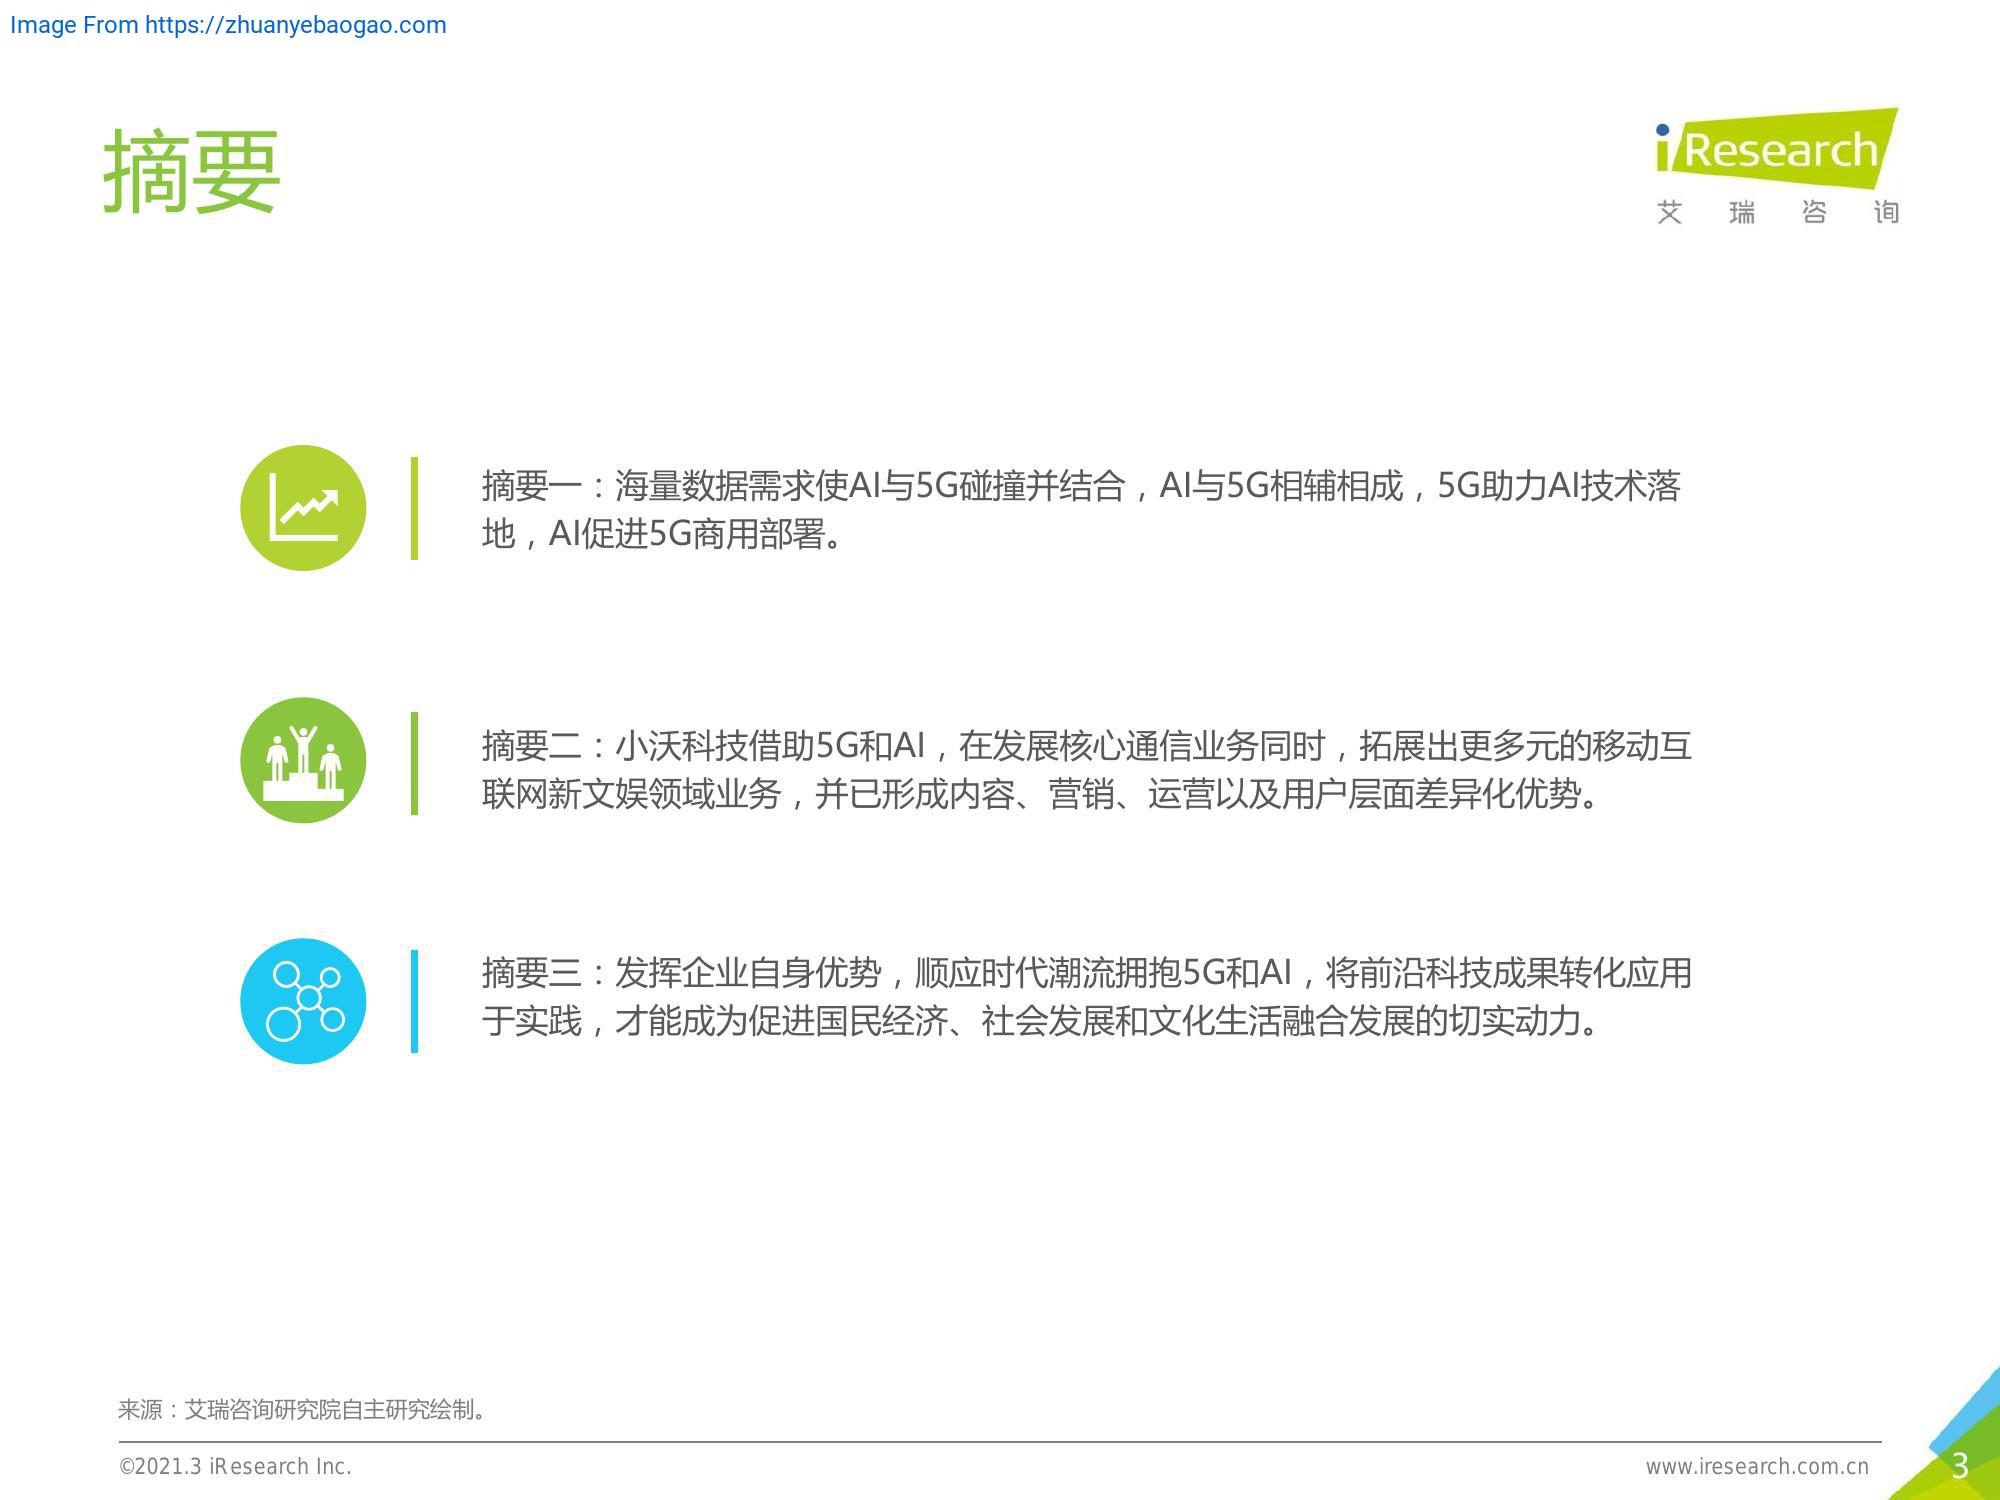 Image From https://zhuanyebaogao.com
摘要
iResearch
艾瑞咨询
摘要一：海量数据需求使AI与5G碰撞并结合，AI与5G相辅相成，5G助力AI技术落
地，AI促进5G商用部署。
摘要二：小沃科技借助5G和AI，在发展核心通信业务同时，拓展出更多元的移动互
联网新文娱领域业务，并已形成内容、营销、运营以及用户层面差异化优势。
摘要三：发挥企业自身优势，顺应时代潮流拥抱5G和AI，将前沿科技成果转化应用
于实践，才能成为促进国民经济、社会发展和文化生活融合发展的切实动力。
来源：艾瑞咨询研究院自主研究绘制。
©2021.3 iResearch Inc.
www.iresearch.com.cn
3